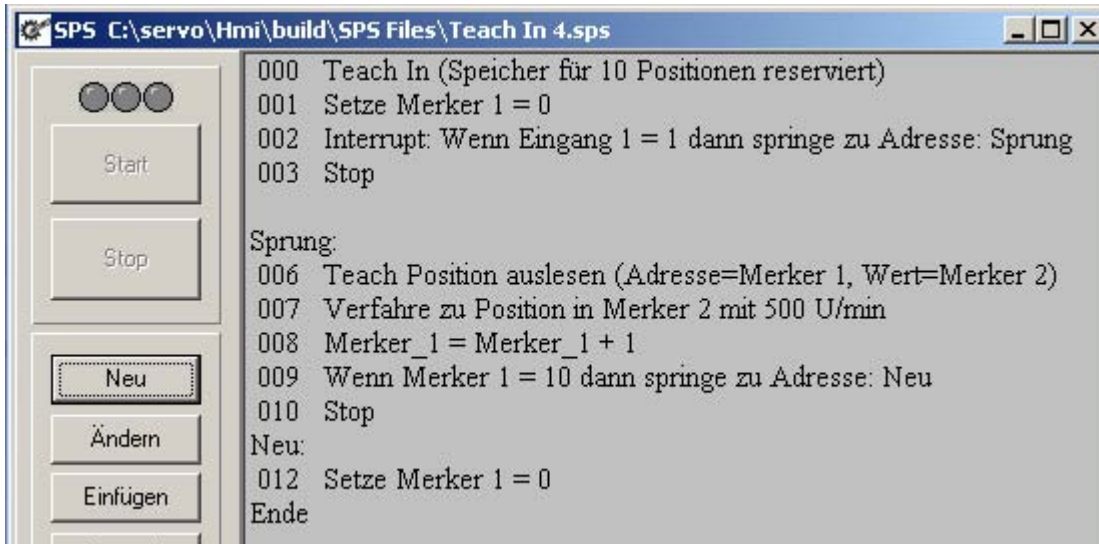 SPS C:\servo\Hmi\build\SPS Files\Teach In 4.sps
Start
Stop
Neu
Ändern
Einfügen
000 Teach In (Speicher für 10 Positionen reserviert)
001 Setze Merker 1 = 0
002 Interrupt: Wenn Eingang 1 = 1 dann springe zu Adresse: Sprung
003 Stop
Sprung:
006 Teach Position auslesen (Adresse=Merker 1, Wert=Merker 2)
007 Verfahre zu Position in Merker 2 mit 500 U/min
008 Merker_1 = Merker_1 + 1
009 Wenn Merker 1 = 10 dann springe zu Adresse: Neu
010 Stop
Neu:
012 Setze Merker 1 = 0
Ende